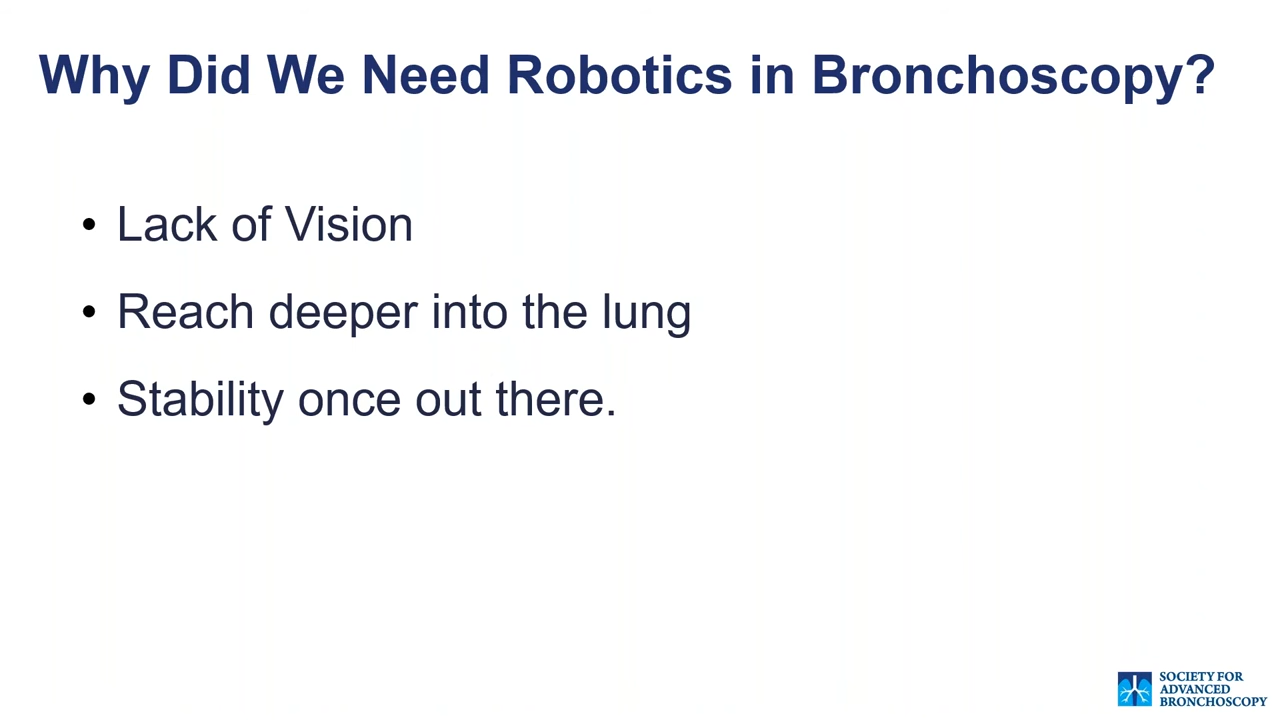 Why Did We Need Robotics in Bronchoscopy?
• Lack of Vision
• Reach deeper into the lung
• Stability once out there.
SOCIETY FOR
ADVANCED
BRONCHOSCOPY